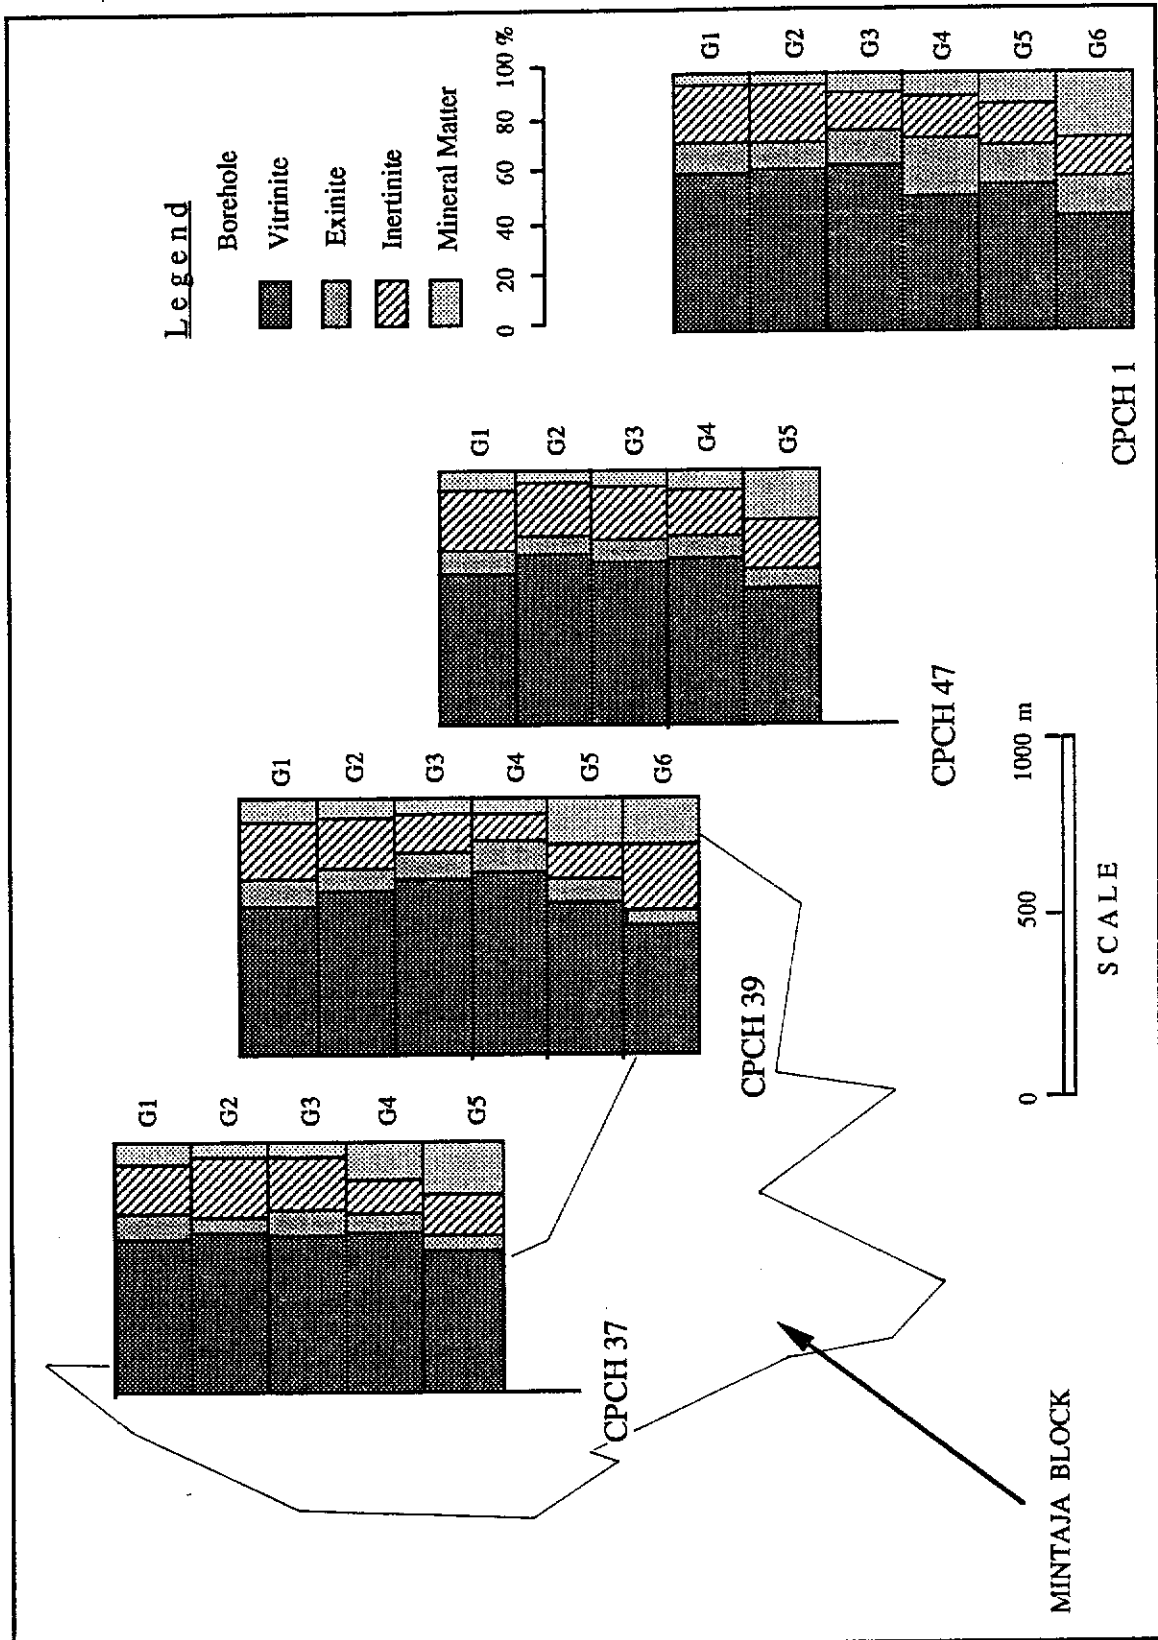 Legend
Borehole
Vitrinite
Exinite
Inertinite
Mineral Matter
0 20 40 60 80 100 %
G1
G2
G3
G4
G5
CPCH 37
G1
G2
G3
G4
G5
G6
CPCH 39
G1
G2
G3
G4
G5
CPCH 47
G1
G2
G3
G4
G5
G6
CPCH 1
MINTAJA BLOCK
0 500 1000 m
SCALE